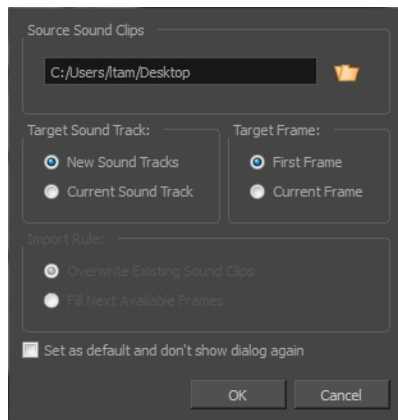 Source Sound Clips
C:/Users/ltam/Desktop
Target Sound Track:
New Sound Tracks
Current Sound Track
Target Frame:
First Frame
Current Frame
Import Rule:
Overwrite Existing Sound Clips
Fill Next Available Frames
Set as default and don't show dialog again
OK
Cancel